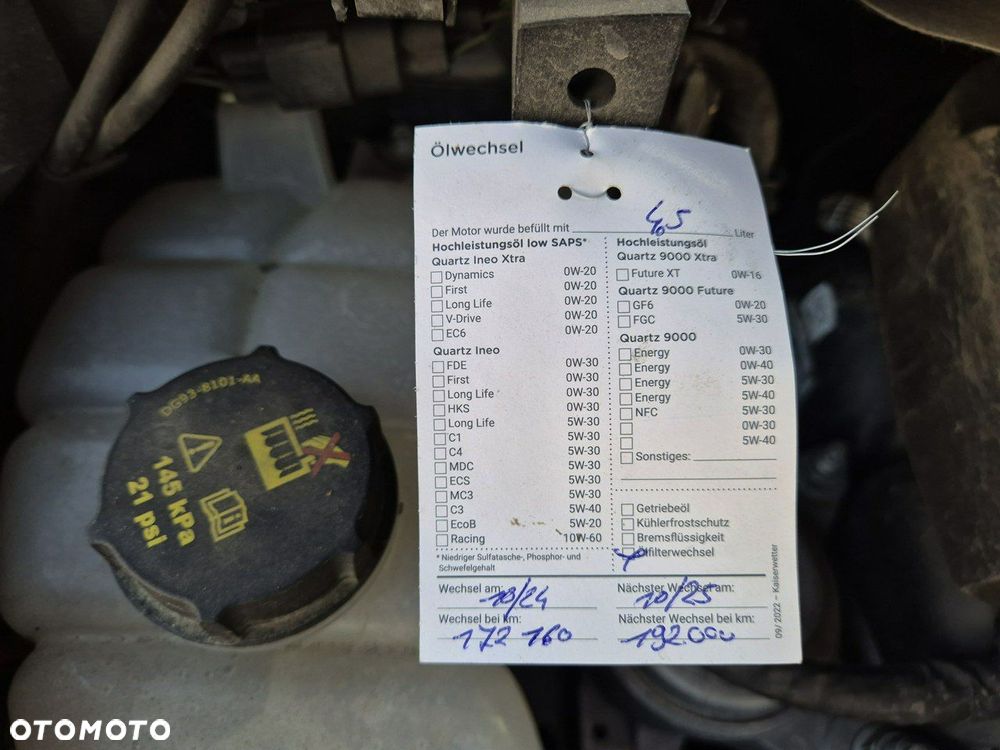 Ölwechsel
Der Motor wurde befüllt mit 4,5 Liter
Hochleistungsöl low SAPS*
Quartz Ineo Xtra
Dynamics 0W-20
First 0W-20
Long Life 0W-20
V-Drive 0W-20
EC6 0W-20
Quartz Ineo
FDE 0W-30
First 0W-30
Long Life 0W-30
HKS 0W-30
Long Life 5W-30
C1 5W-30
C4 5W-30
MDC 5W-30
ECS 5W-30
MC3 5W-30
C3 5W-40
EcoB 5W-20
Racing 10W-60
* Niedriger Sulfatasche-, Phosphor- und
Schwefelgehalt
Hochleistungsöl
Quartz 9000 Xtra
Future XT 0W-16
Quartz 9000 Future
GF6 0W-20
FGC 5W-30
Quartz 9000
Energy 0W-30
Energy 0W-40
Energy 5W-30
Energy 5W-40
NFC 5W-30
0W-30
5W-40
Sonstiges:
Getriebeöl
Kühlerfrostschutz
Bremsflüssigkeit
lfilterwechsel
Wechsel am: 10/24
Nächster Wechsel am: 10/25
Wechsel bei km: 172 160
Nächster Wechsel bei km: 192000
09/2022 – Kaiserwetter
DG93-8101-AA
145 kPa
21 psi
OTOMOTO